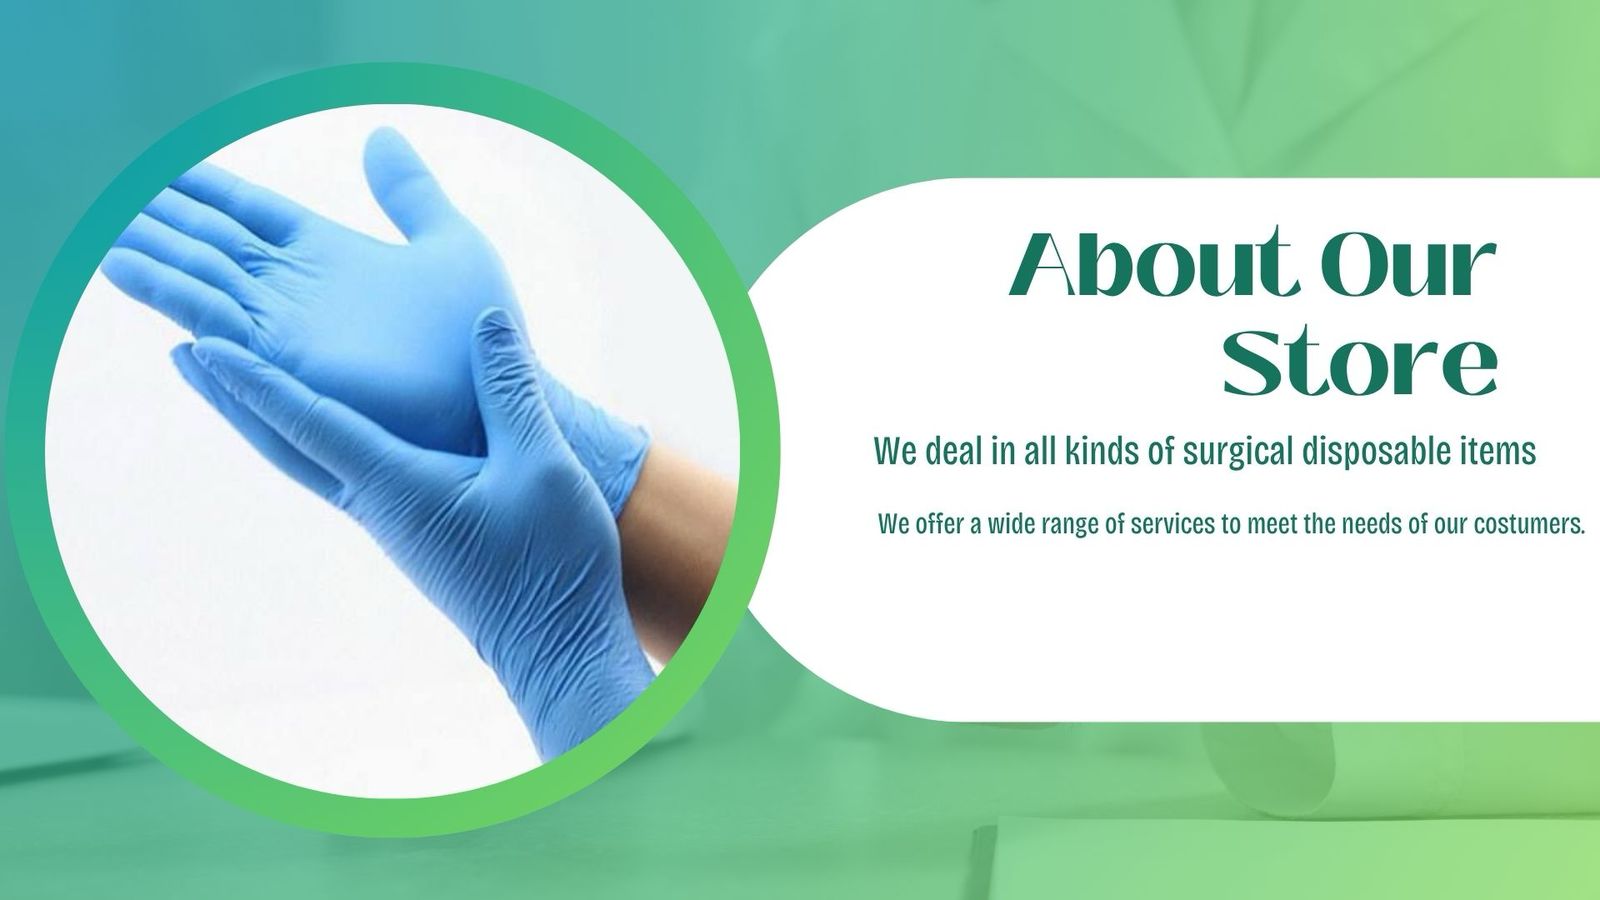 About Our
Store
We deal in all kinds of surgical disposable items
We offer a wide range of services to meet the needs of our costumers.